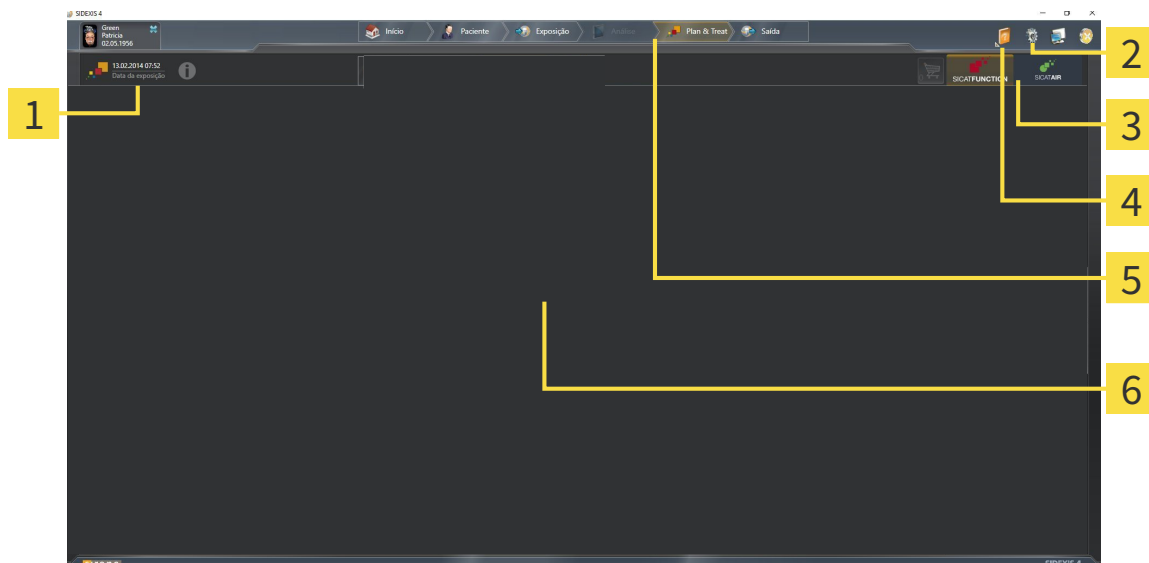 SIDEXIS 4
Green
Patricia
02.05.1956
Início
Paciente
Exposição
Análise
Plan & Treat
Saída
13.02.2014 07:52
Data da exposição
SICATFUNCTION
SICATAIR
1
2
3
4
5
6
SIDEXIS 4